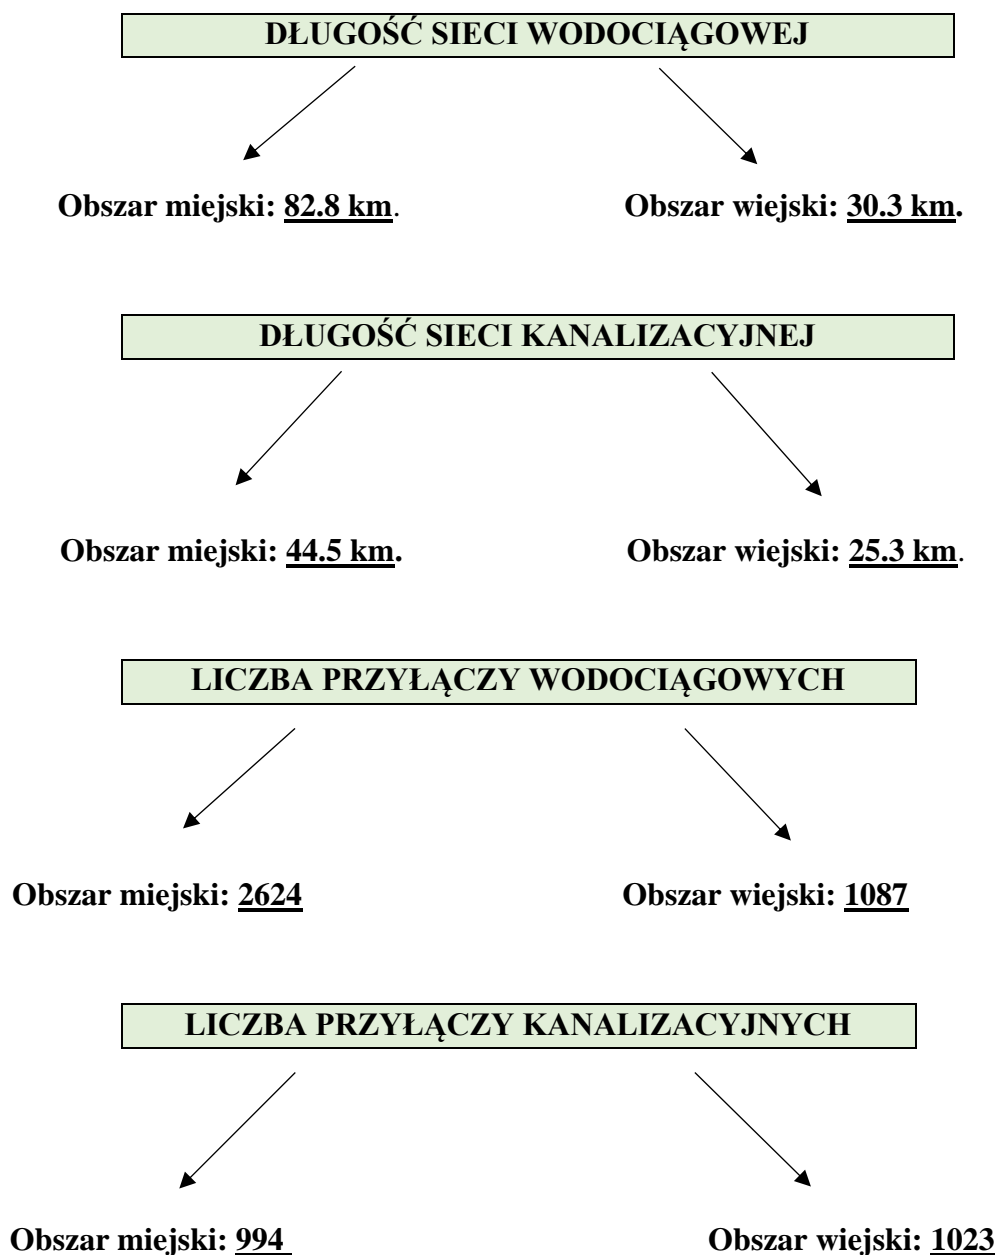 DŁUGOŚĆ SIECI WODOCIĄGOWEJ
Obszar miejski: 82.8 km.
Obszar wiejski: 30.3 km.
DŁUGOŚĆ SIECI KANALIZACYJNEJ
Obszar miejski: 44.5 km.
Obszar wiejski: 25.3 km.
LICZBA PRZYŁĄCZY WODOCIĄGOWYCH
Obszar miejski: 2624
Obszar wiejski: 1087
LICZBA PRZYŁĄCZY KANALIZACYJNYCH
Obszar miejski: 994
Obszar wiejski: 1023